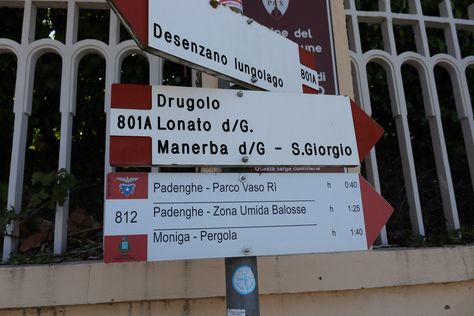 Desenzano lungolago
801A
Drugolo
801A Lonato d/G.
Manerba d/G - S.Giorgio
Padenghe - Parco Vaso Rì h 0:40
812 Padenghe - Zona Umida Balosse h 1:25
Moniga - Pergola h 1:40